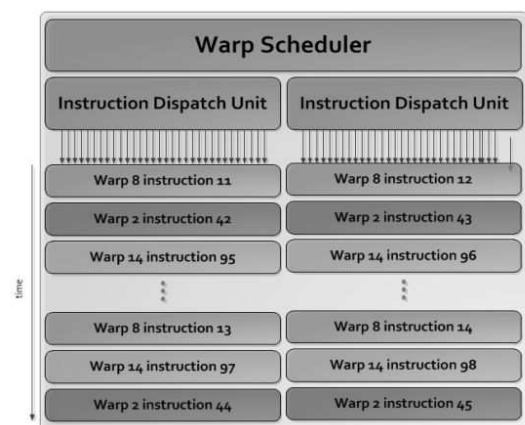 Warp Scheduler
Instruction Dispatch Unit Instruction Dispatch Unit
Warp 8 instruction 11 Warp 8 instruction 12
Warp 2 instruction 42 Warp 2 instruction 43
Warp 14 instruction 95 Warp 14 instruction 96
time
Warp 8 instruction 13 Warp 8 instruction 14
Warp 14 instruction 97 Warp 14 instruction 98
Warp 2 instruction 44 Warp 2 instruction 45